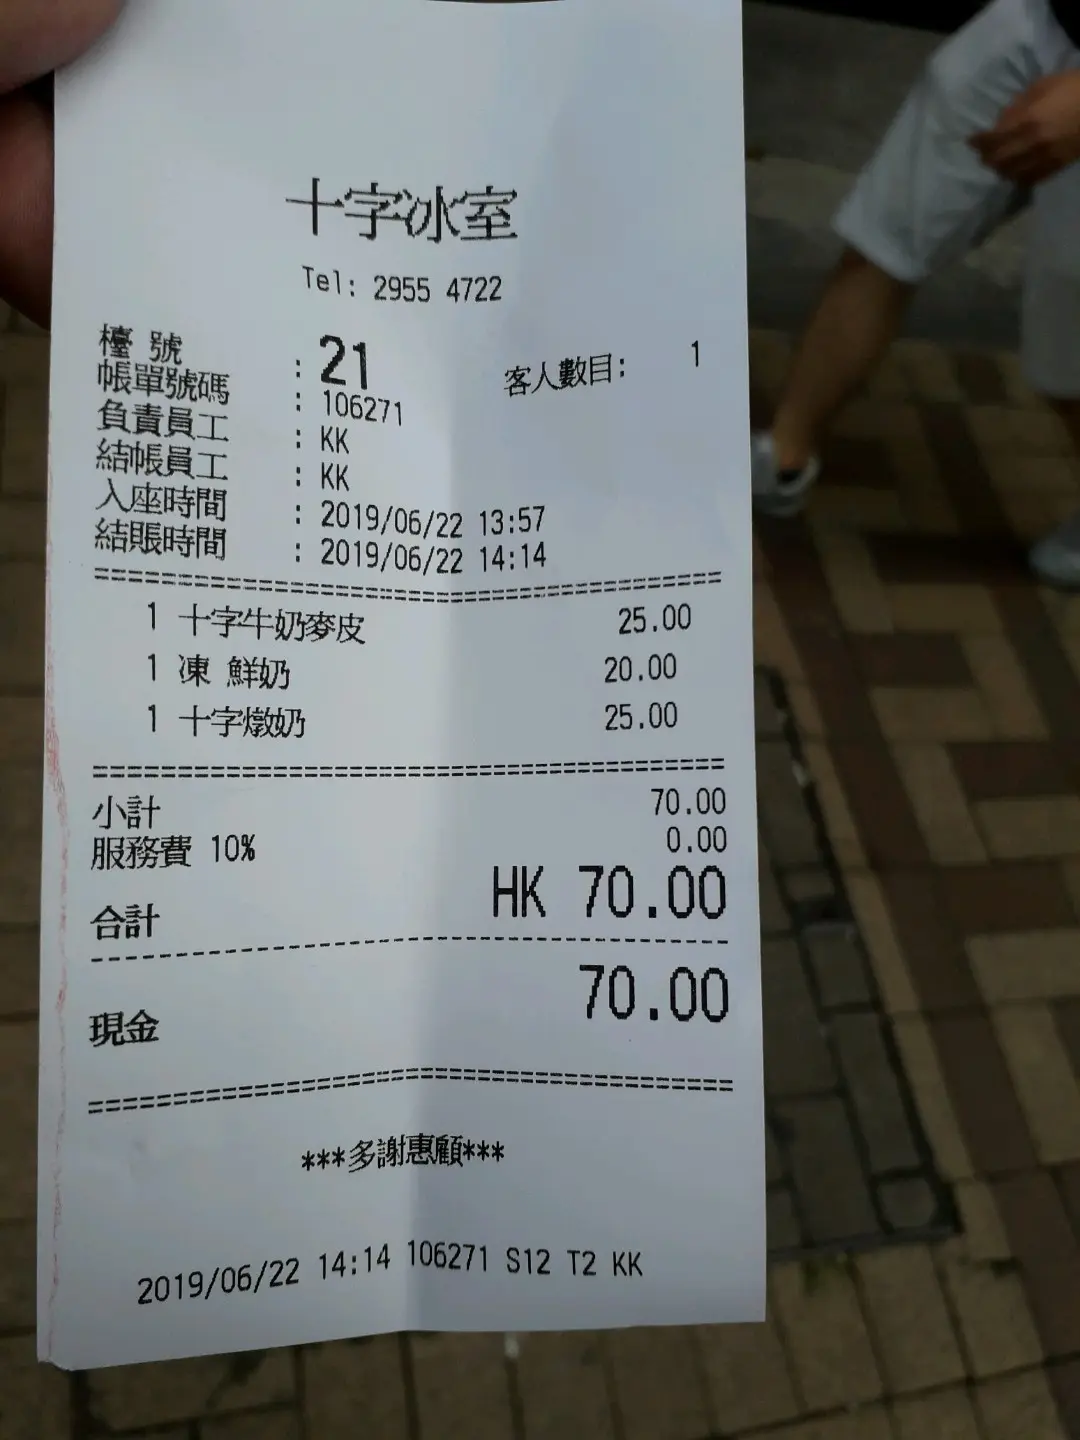 十字冰室
Tel: 2955 4722
檯 號 : 21 客人數目: 1
帳單號碼 : 106271
負責員工 : KK
結帳員工 : KK
入座時間 : 2019/06/22 13:57
結賬時間 : 2019/06/22 14:14
1 十字牛奶麥皮 25.00
1 凍 鮮奶 20.00
1 十字燉奶 25.00
小計 70.00
服務費 10% 0.00
合計 HK 70.00
現金 70.00
***多謝惠顧***
2019/06/22 14:14 106271 S12 T2 KK